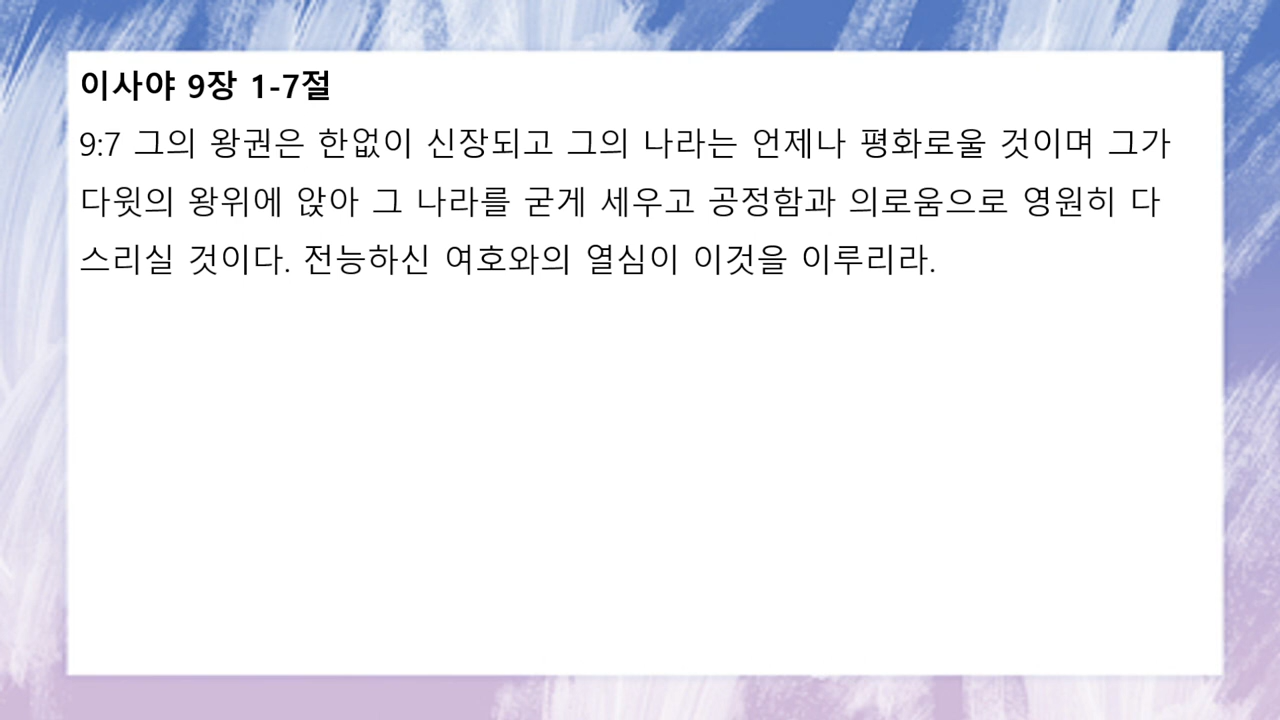 이사야 9장 1-7절
9:7 그의 왕권은 한없이 신장되고 그의 나라는 언제나 평화로울 것이며 그가
다윗의 왕위에 앉아 그 나라를 굳게 세우고 공정함과 의로움으로 영원히 다
스리실 것이다. 전능하신 여호와의 열심이 이것을 이루리라.